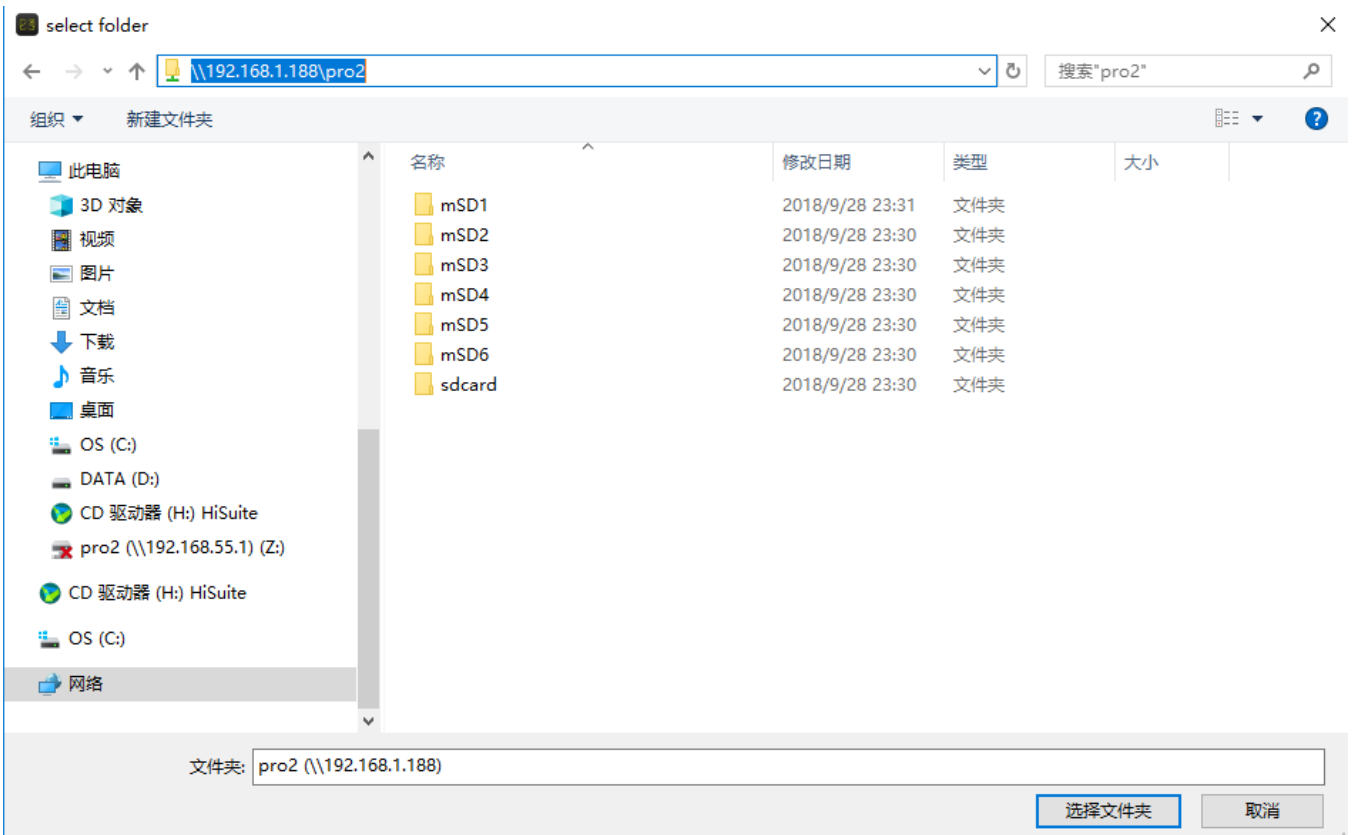 select folder
\\192.168.1.188\pro2
搜索"pro2"
组织
新建文件夹
?
此电脑
3D 对象
视频
图片
文档
下载
音乐
桌面
OS (C:)
DATA (D:)
CD 驱动器 (H:) HiSuite
pro2 (\\192.168.55.1) (Z:)
CD 驱动器 (H:) HiSuite
OS (C:)
网络
名称 修改日期 类型 大小
mSD1 2018/9/28 23:31 文件夹
mSD2 2018/9/28 23:30 文件夹
mSD3 2018/9/28 23:30 文件夹
mSD4 2018/9/28 23:30 文件夹
mSD5 2018/9/28 23:30 文件夹
mSD6 2018/9/28 23:30 文件夹
sdcard 2018/9/28 23:30 文件夹
文件夹: pro2 (\\192.168.1.188)
选择文件夹 取消